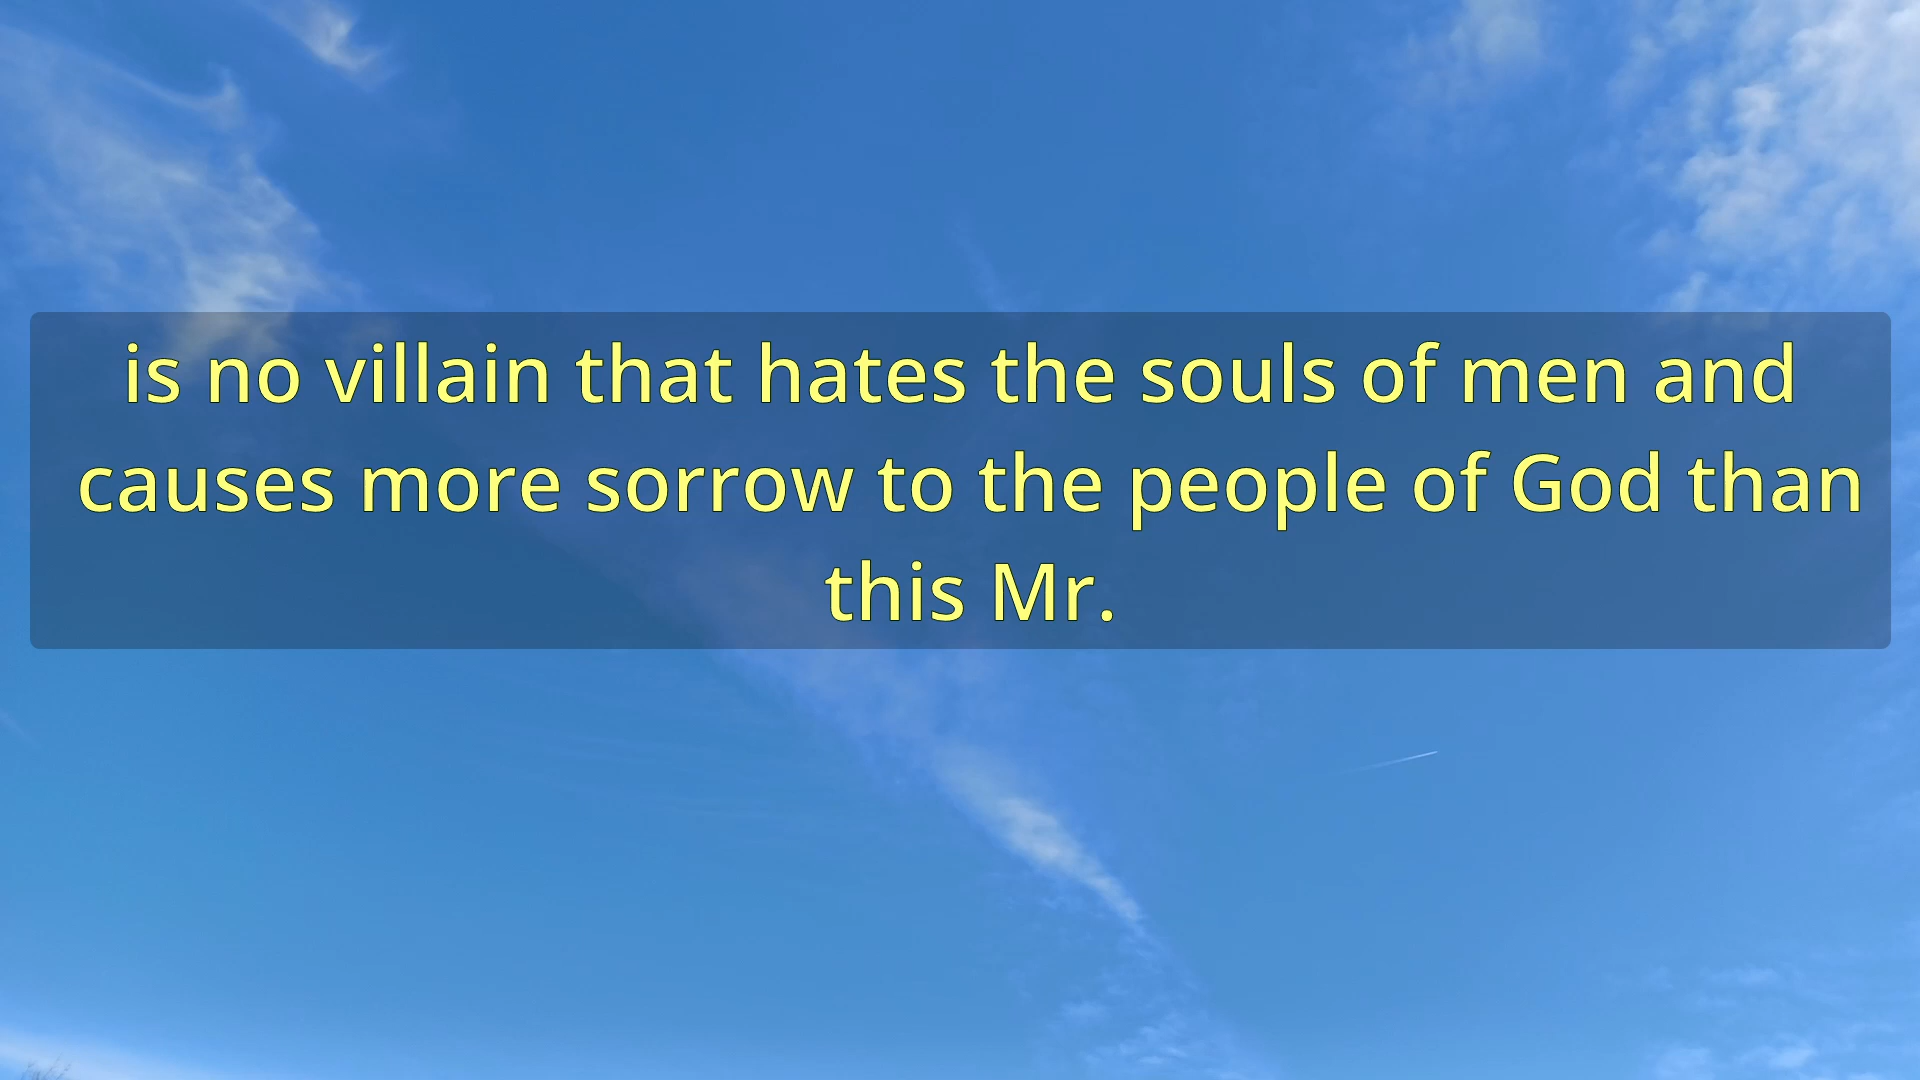 is no villain that hates the souls of men and
causes more sorrow to the people of God than
this Mr.